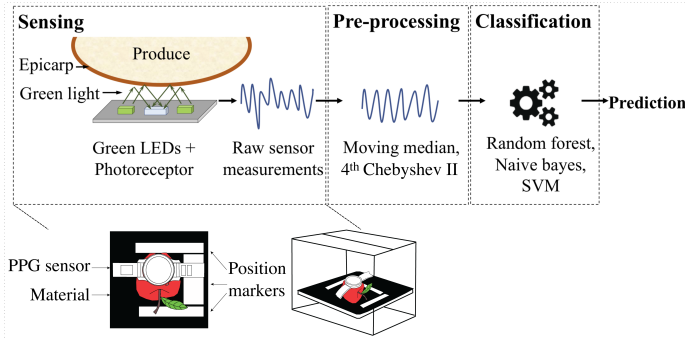 Sensing
Pre-processing
Classification
Produce
Epicarp
Green light
Green LEDs +
Photoreceptor
Raw sensor
measurements
Moving median,
4th Chebyshev II
Random forest,
Naive bayes,
SVM
Prediction
PPG sensor
Material
Position
markers